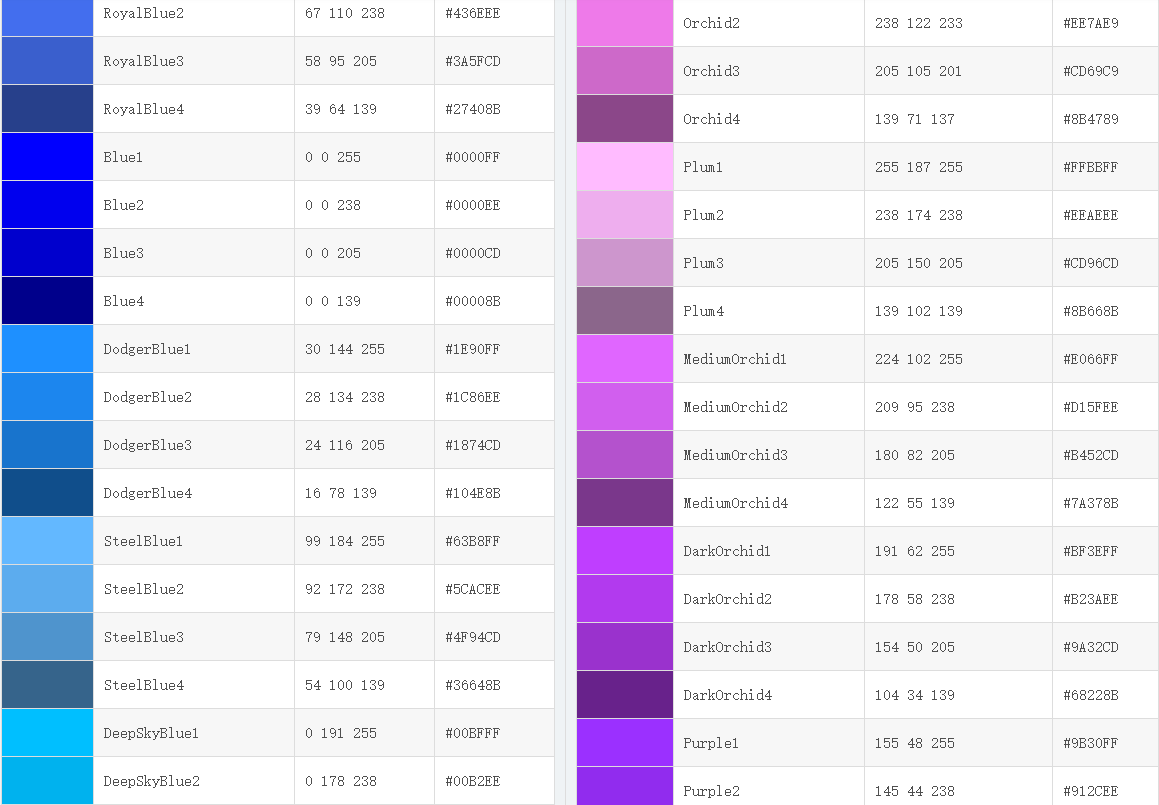 RoyalBlue2 67 110 238 #436EEE
RoyalBlue3 58 95 205 #3A5FCD
RoyalBlue4 39 64 139 #27408B
Blue1 0 0 255 #0000FF
Blue2 0 0 238 #0000EE
Blue3 0 0 205 #0000CD
Blue4 0 0 139 #00008B
DodgerBlue1 30 144 255 #1E90FF
DodgerBlue2 28 134 238 #1C86EE
DodgerBlue3 24 116 205 #1874CD
DodgerBlue4 16 78 139 #104E8B
SteelBlue1 99 184 255 #63B8FF
SteelBlue2 92 172 238 #5CACEE
SteelBlue3 79 148 205 #4F94CD
SteelBlue4 54 100 139 #36648B
DeepSkyBlue1 0 191 255 #00BFFF
DeepSkyBlue2 0 178 238 #00B2EE
Orchid2 238 122 233 #EE7AE9
Orchid3 205 105 201 #CD69C9
Orchid4 139 71 137 #8B4789
Plum1 255 187 255 #FFBBFF
Plum2 238 174 238 #EEAEEE
Plum3 205 150 205 #CD96CD
Plum4 139 102 139 #8B668B
MediumOrchid1 224 102 255 #E066FF
MediumOrchid2 209 95 238 #D15FEE
MediumOrchid3 180 82 205 #B452CD
MediumOrchid4 122 55 139 #7A378B
DarkOrchid1 191 62 255 #BF3EFF
DarkOrchid2 178 58 238 #B23AEE
DarkOrchid3 154 50 205 #9A32CD
DarkOrchid4 104 34 139 #68228B
Purple1 155 48 255 #9B30FF
Purple2 145 44 238 #912CEE